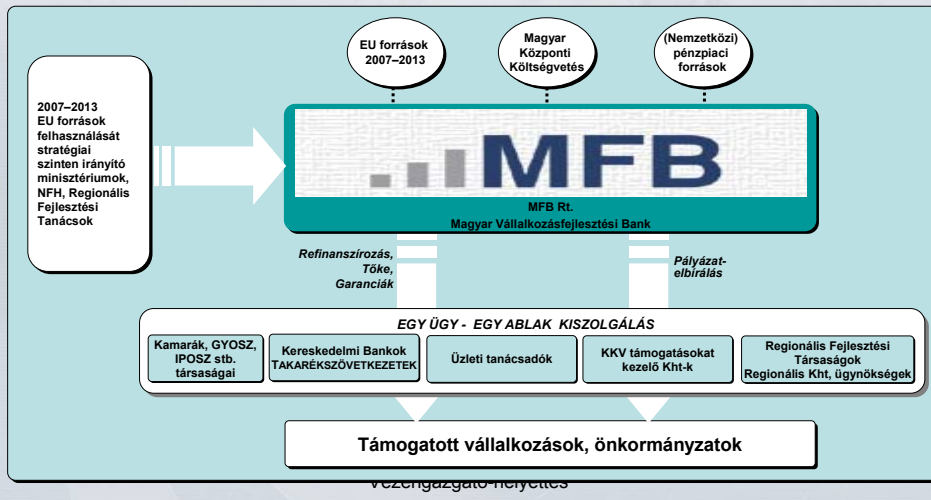 EU források
2007–2013
Magyar
Központi
Költségvetés
(Nemzetközi)
pénzpiaci
források
2007–2013
EU források
felhasználását
stratégiai
szinten irányító
minisztériumok,
NFH, Regionális
Fejlesztési
Tanácsok
MFB
MFB Rt.
Magyar Vállalkozásfejlesztési Bank
Refinanszírozás,
Tőke,
Garanciák
Pályázat-
elbírálás
EGY ÜGY - EGY ABLAK KISZOLGÁLÁS
Kamarák, GYOSZ,
IPOSZ stb.
társaságai
Kereskedelmi Bankok
TAKARÉKSZÖVETKEZETEK
Üzleti tanácsadók
KKV támogatásokat
kezelő Kht-k
Regionális Fejlesztési
Társaságok
Regionális Kht, ügynökségek
Támogatott vállalkozások, önkormányzatok